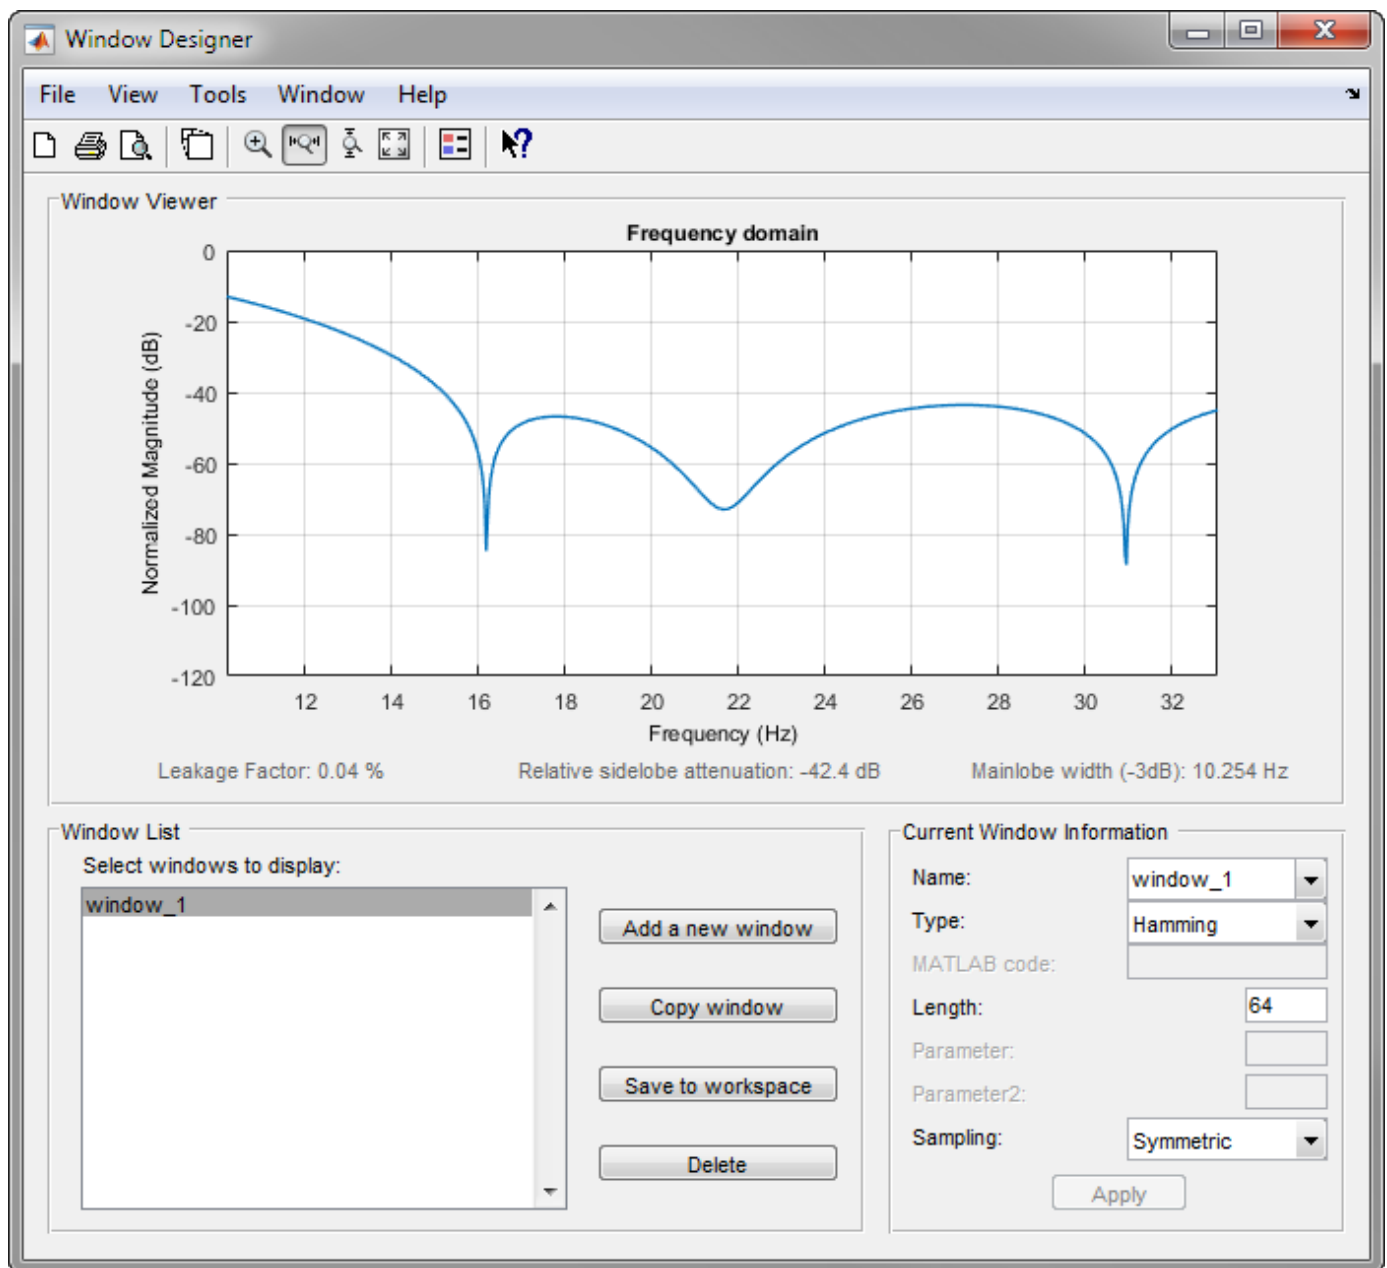 Window Designer
File View Tools Window Help
Window Viewer
Frequency domain
0
-20
-40
-60
-80
-100
-120
Normalized Magnitude (dB)
12 14 16 18 20 22 24 26 28 30 32
Frequency (Hz)
Leakage Factor: 0.04 % Relative sidelobe attenuation: -42.4 dB Mainlobe width (-3dB): 10.254 Hz
Window List
Select windows to display:
window_1
Add a new window
Copy window
Save to workspace
Delete
Current Window Information
Name: window_1
Type: Hamming
MATLAB code:
Length: 64
Parameter:
Parameter2:
Sampling: Symmetric
Apply